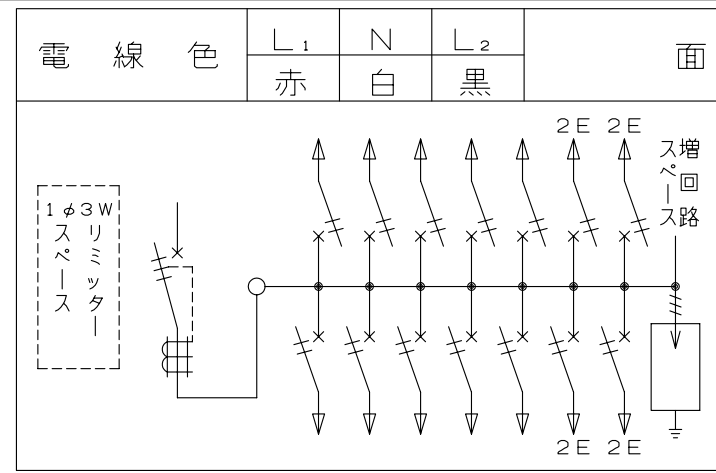 電線色 L₁ N L₂ 面
赤 白 黒
2E 2E
増回路
スペース
1φ3W
リミッター
スペース
2E 2E